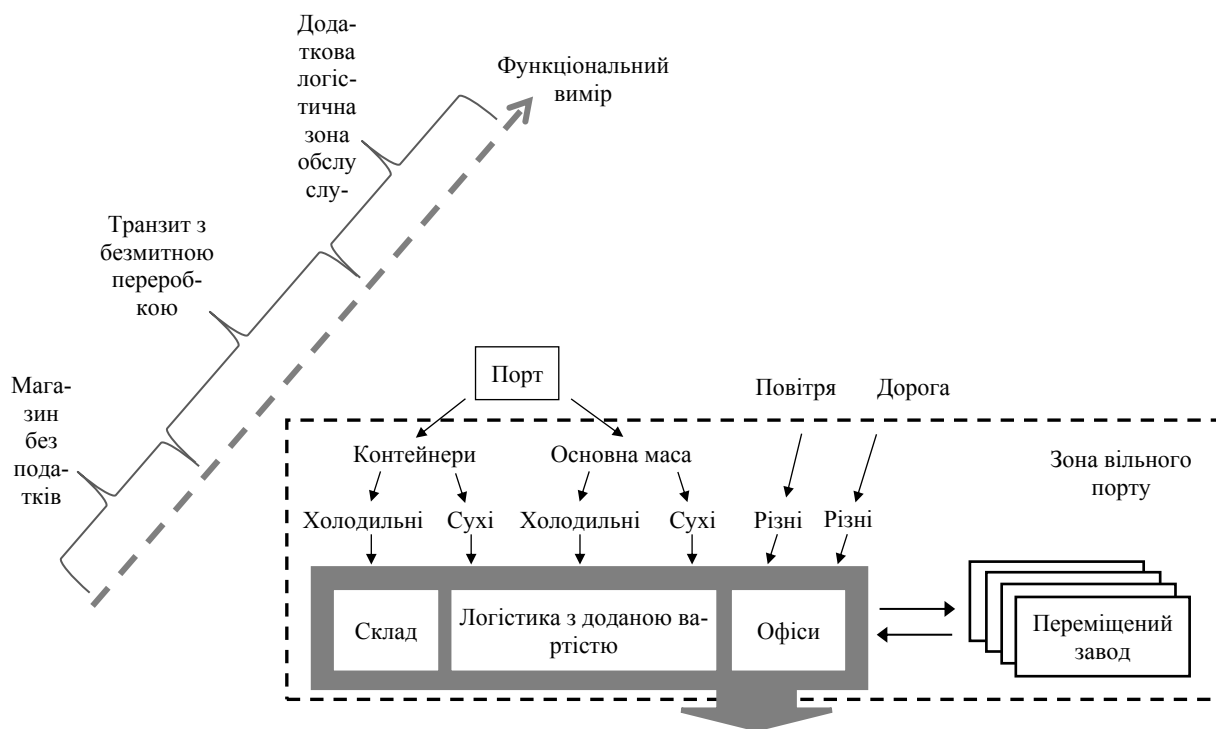 Дода-
ткова
логіс-
тична
зона
обслу
слу-
Функціональний
вимір
Транзит з
безмитною
перероб-
кою
Мага-
зин
без
пода-
тків
Порт
Повітря
Дорога
Контейнери
Основна маса
Зона вільного
порту
Холодильні
Сухі
Холодильні
Сухі
Різні
Різні
Склад
Логістика з доданою ва-
ртістю
Офіси
Переміщений
завод